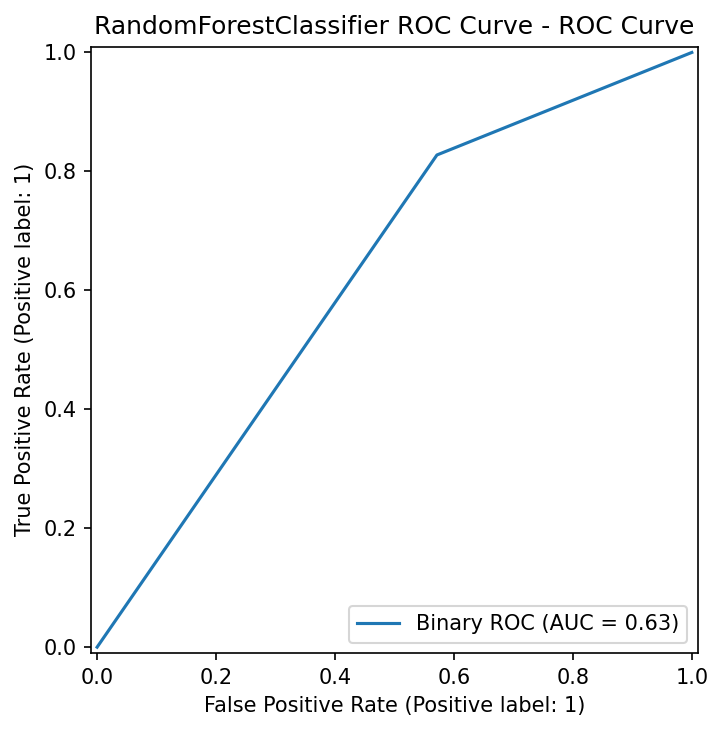 RandomForestClassifier ROC Curve - ROC Curve
True Positive Rate (Positive label: 1)
1.0
0.8
0.6
0.4
0.2
0.0
Binary ROC (AUC = 0.63)
0.0 0.2 0.4 0.6 0.8 1.0
False Positive Rate (Positive label: 1)